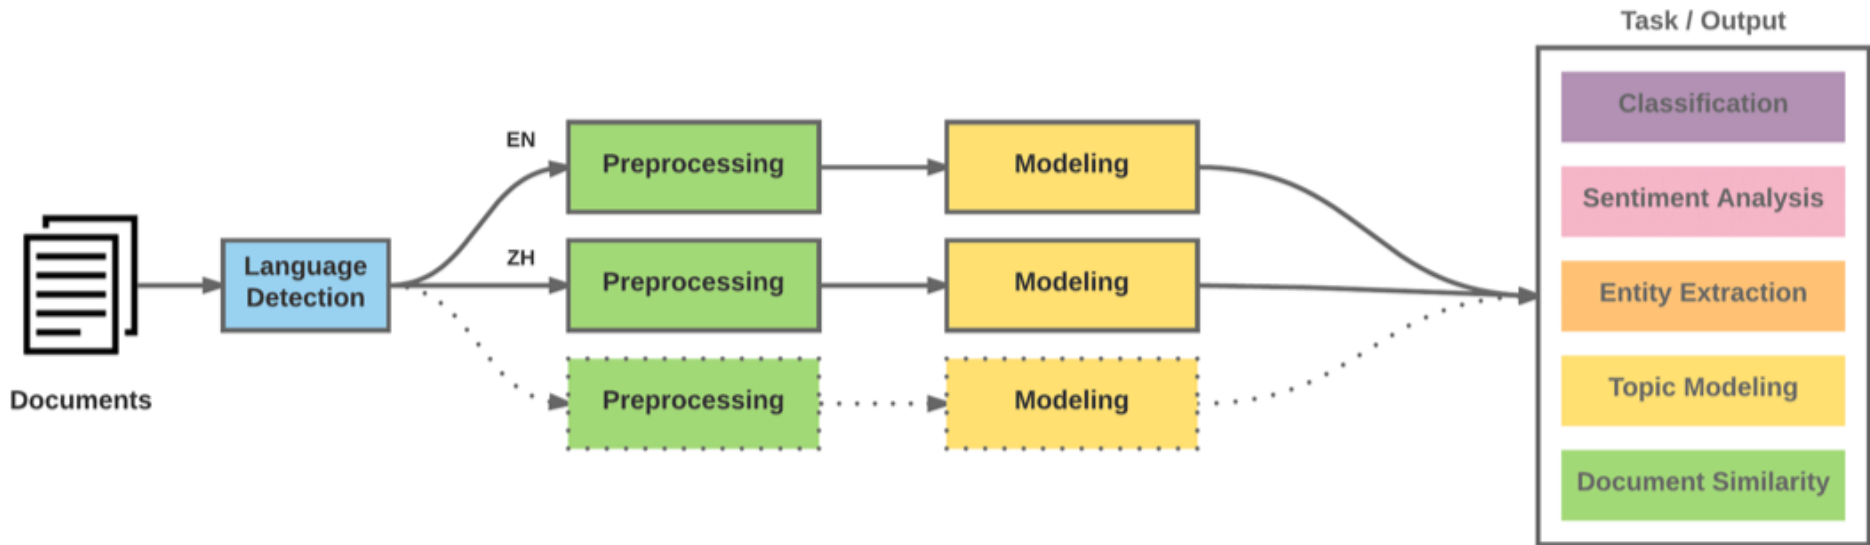 Task / Output
Classification
EN
Preprocessing
Modeling
Sentiment Analysis
Language
Detection
ZH
Preprocessing
Modeling
Entity Extraction
Documents
Preprocessing
Modeling
Topic Modeling
Document Similarity